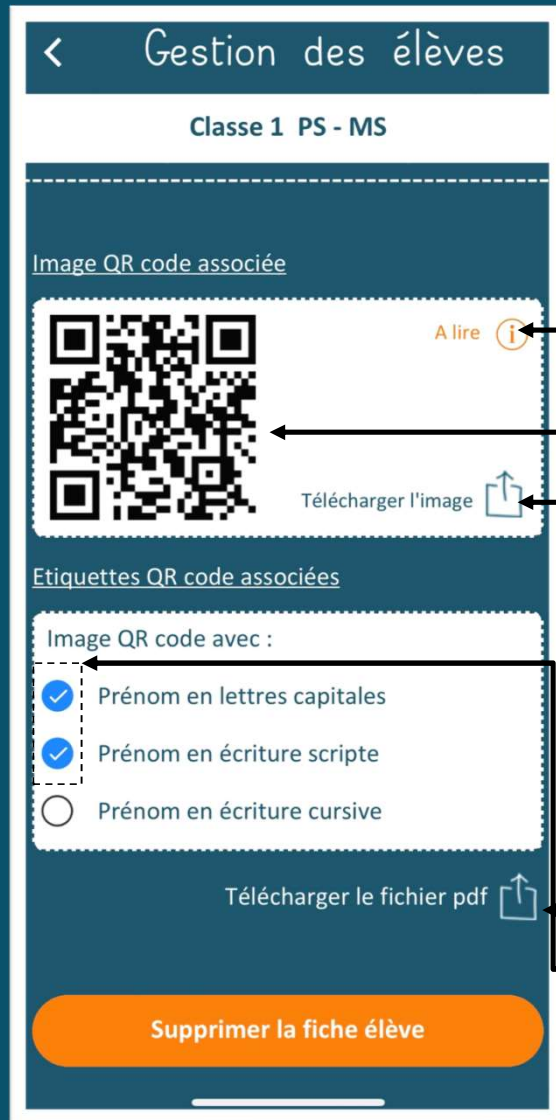 Gestion des élèves
Classe 1 PS - MS
Image QR code associée
A lire i
Télécharger l'image
Etiquettes QR code associées
Image QR code avec :
Prénom en lettres capitales
Prénom en écriture scripte
Prénom en écriture cursive
Télécharger le fichier pdf
Supprimer la fiche élève